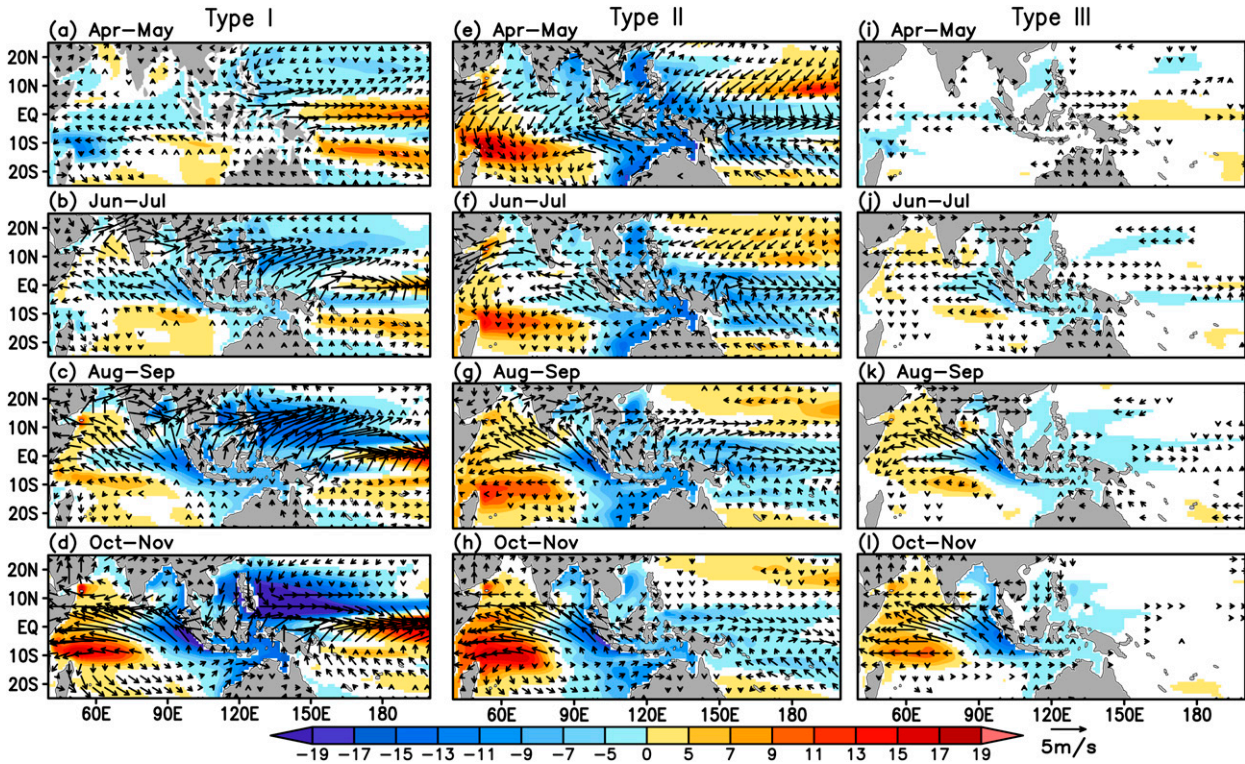 Type I Type II Type III
(a) Apr–May (e) Apr–May (i) Apr–May
20N
10N
EQ
10S
20S
(b) Jun–Jul (f) Jun–Jul (j) Jun–Jul
20N
10N
EQ
10S
20S
(c) Aug–Sep (g) Aug–Sep (k) Aug–Sep
20N
10N
EQ
10S
20S
(d) Oct–Nov (h) Oct–Nov (l) Oct–Nov
20N
10N
EQ
10S
20S
60E 90E 120E 150E 180 60E 90E 120E 150E 180 60E 90E 120E 150E 180
-19 -17 -15 -13 -11 -9 -7 -5 0 5 7 9 11 13 15 17 19 5m/s